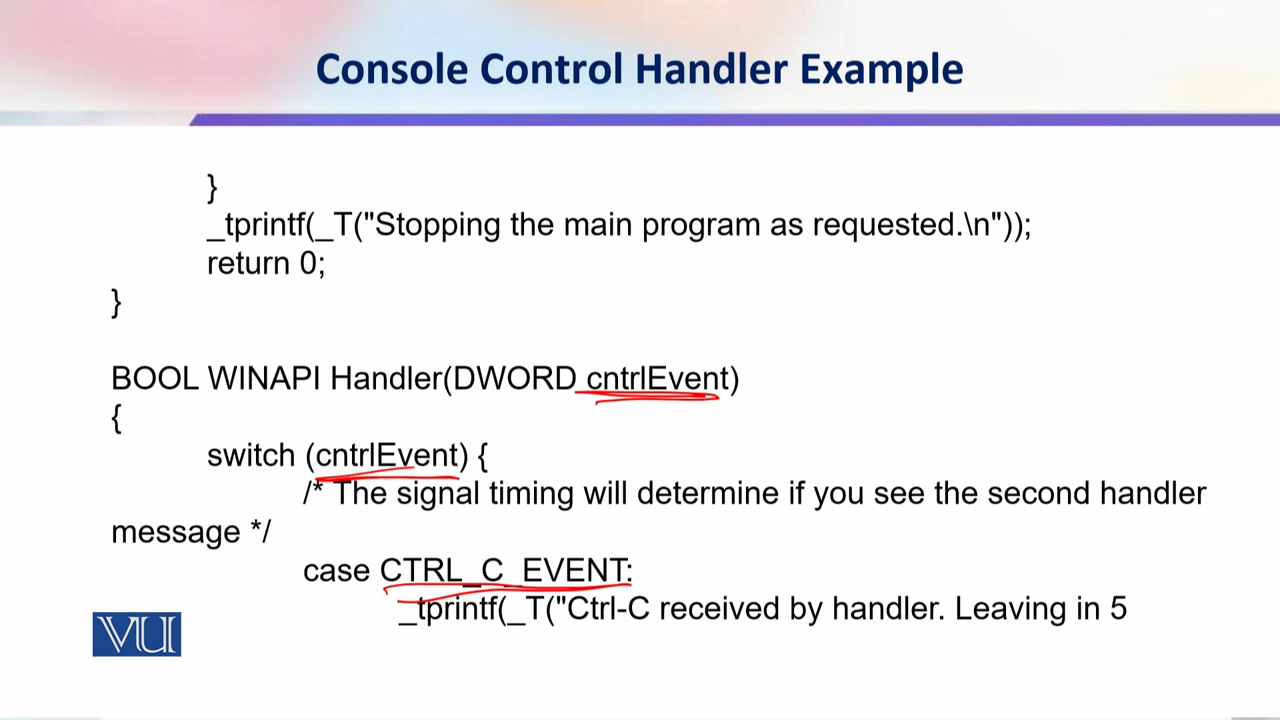 Console Control Handler Example
}
_tprintf(_T("Stopping the main program as requested.\n"));
return 0;
}
BOOL WINAPI Handler(DWORD cntrlEvent)
{
switch (cntrlEvent) {
/* The signal timing will determine if you see the second handler
message */
case CTRL_C_EVENT:
_tprintf(_T("Ctrl-C received by handler. Leaving in 5
VU